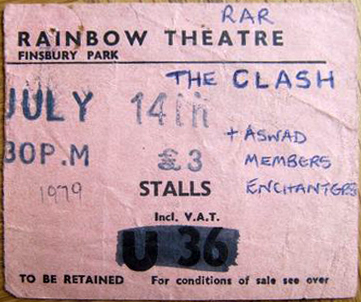 RAR
RAINBOW THEATRE
FINSBURY PARK
THE CLASH
JULY 14th
+ ASWAD
30P.M £3 MEMBERS
1979 STALLS ENCHANTERS
Incl. V.A.T.
U 36
TO BE RETAINED For conditions of sale see over